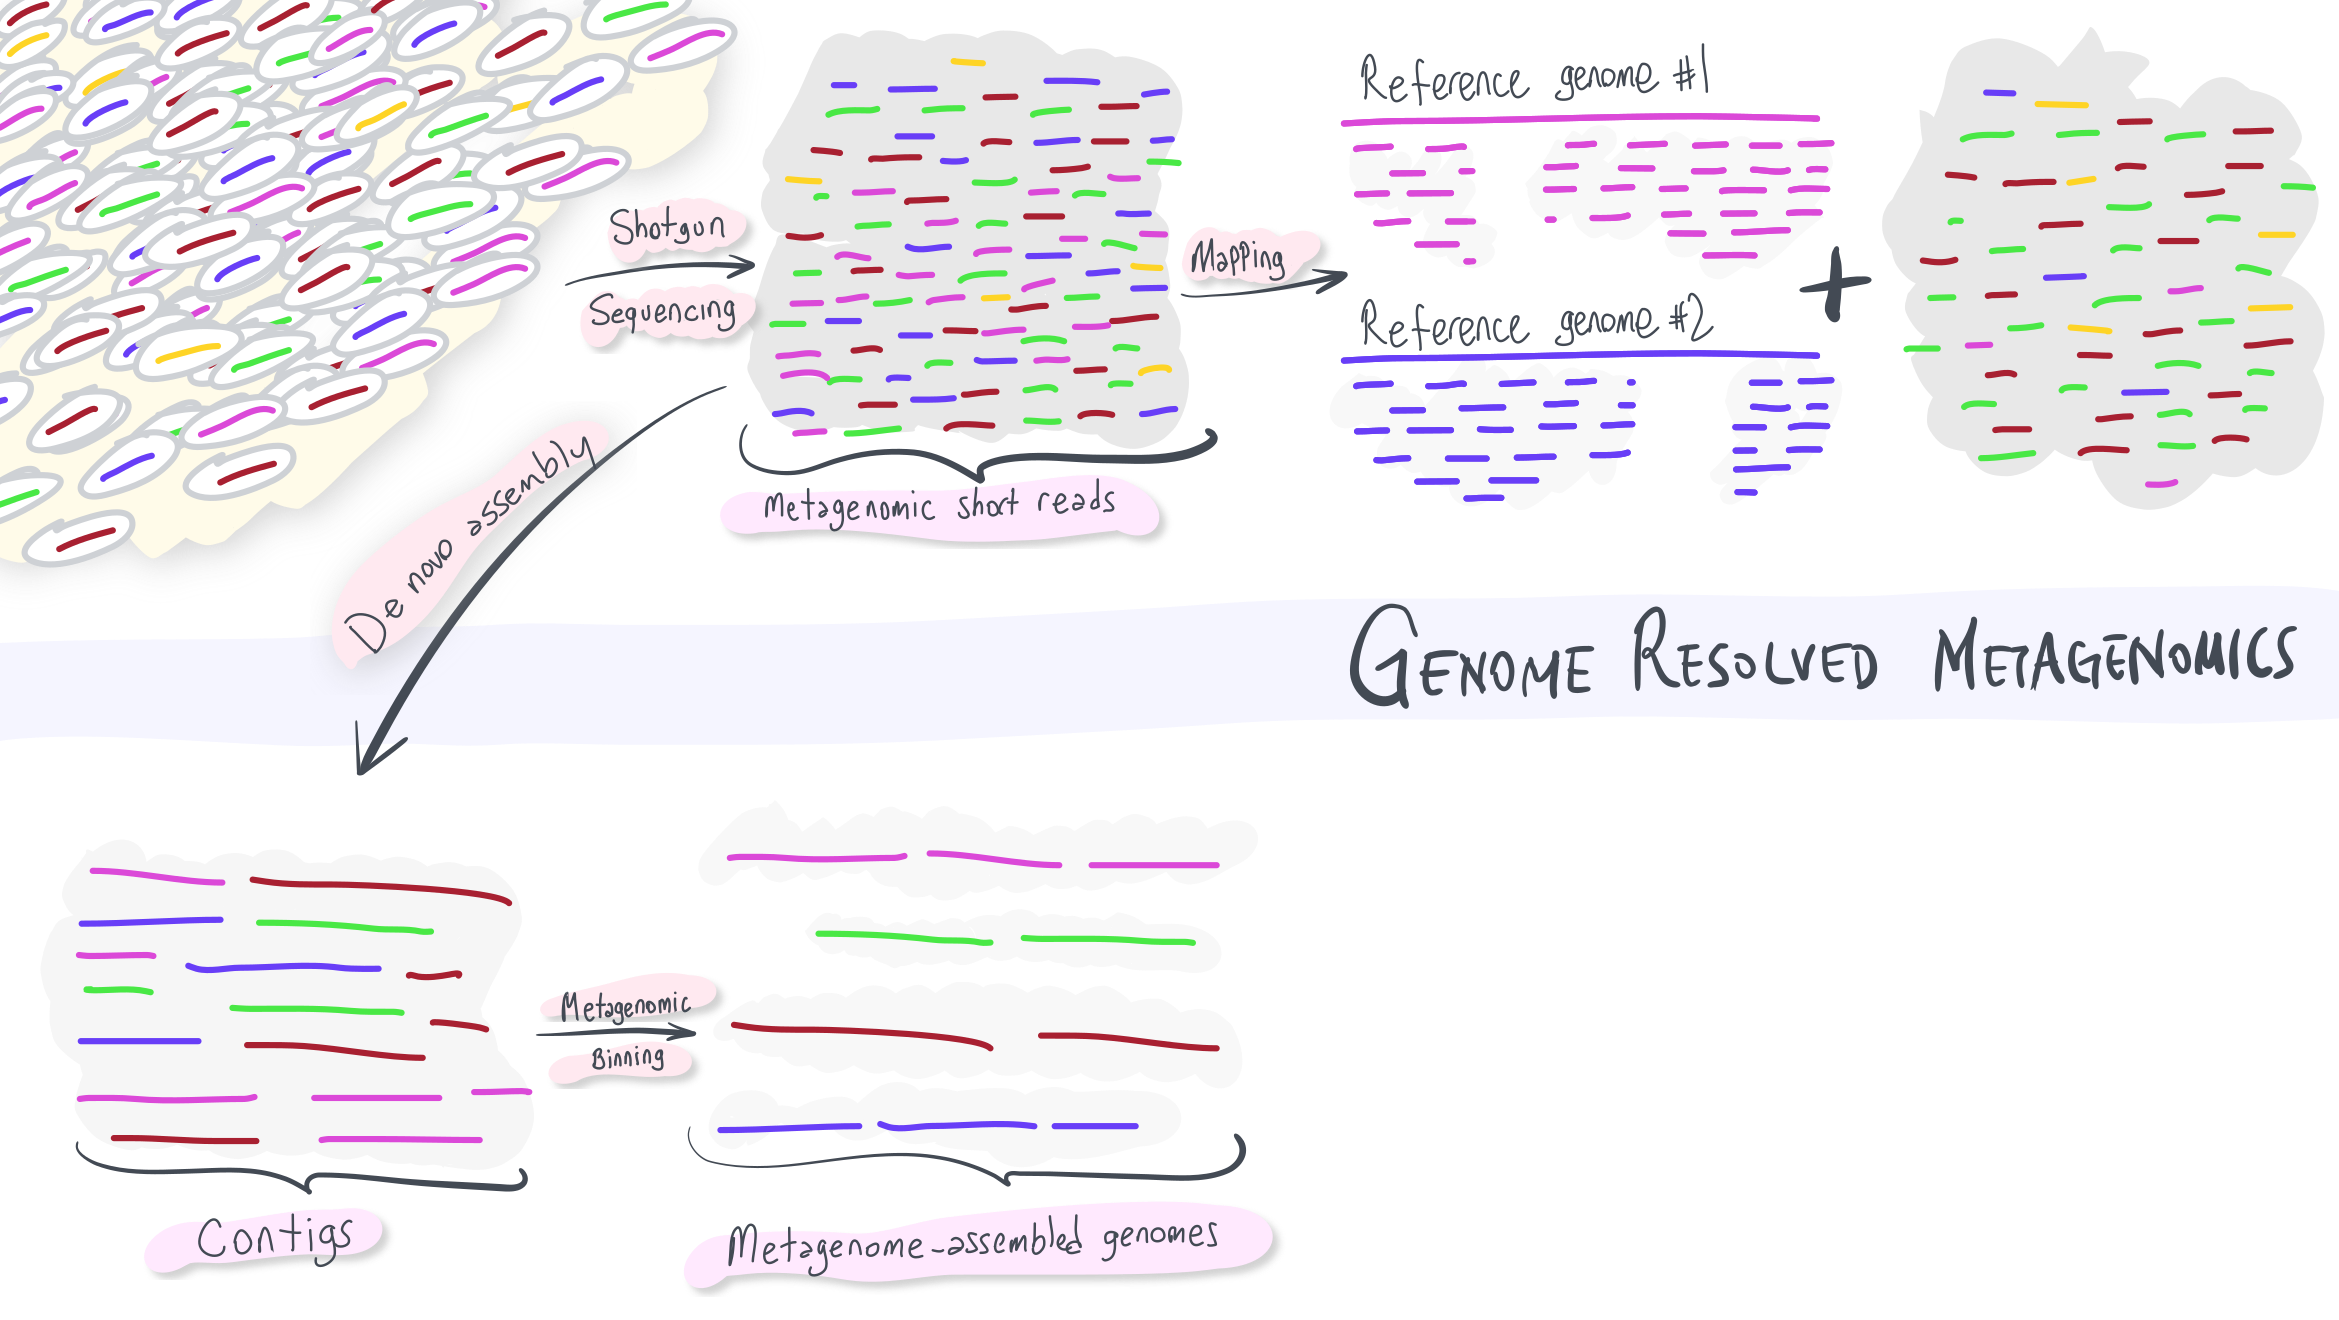 Shotgun
Sequencing
Metagenomic short reads
Mapping
Reference genome #1
Reference genome #2
De novo assembly
GENOME RESOLVED METAGENOMICS
Contigs
Metagenomic
Binning
Metagenome-assembled genomes